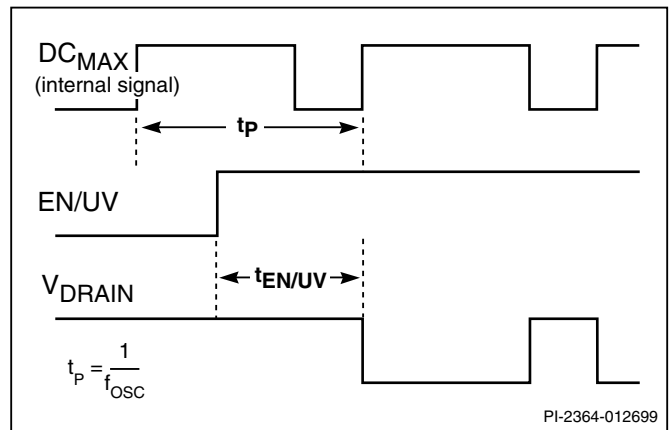 DCMAX
(internal signal)
tP
EN/UV
tEN/UV
VDRAIN
tP = 1/fOSC
PI-2364-012699